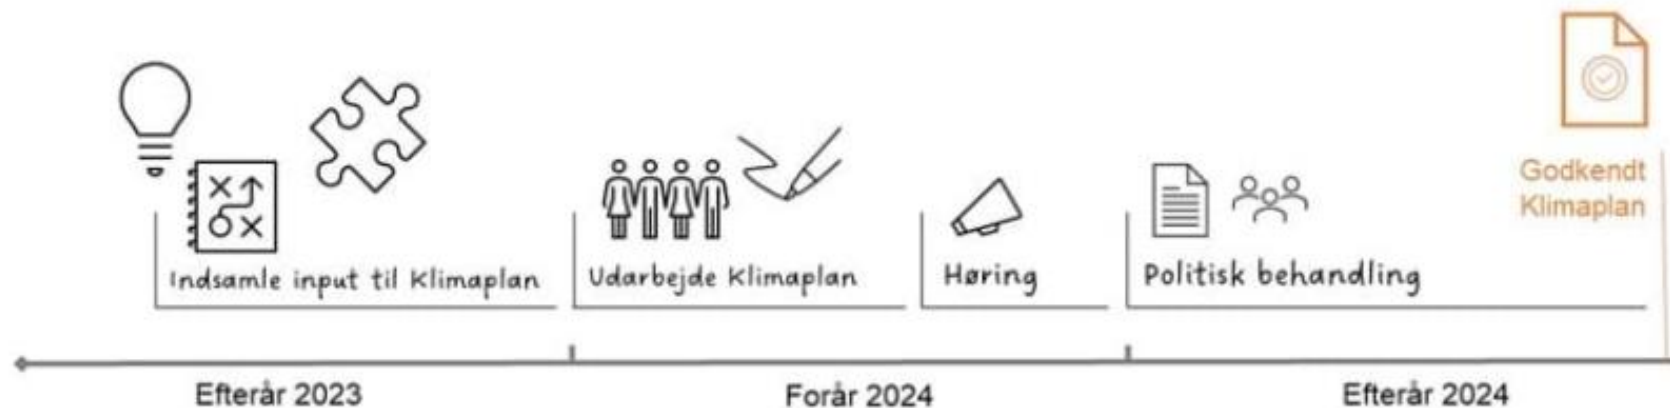 Godkendt
Klimaplan
Indsamle input til Klimaplan
Udarbejde Klimaplan
Høring
Politisk behandling
Efterår 2023
Forår 2024
Efterår 2024